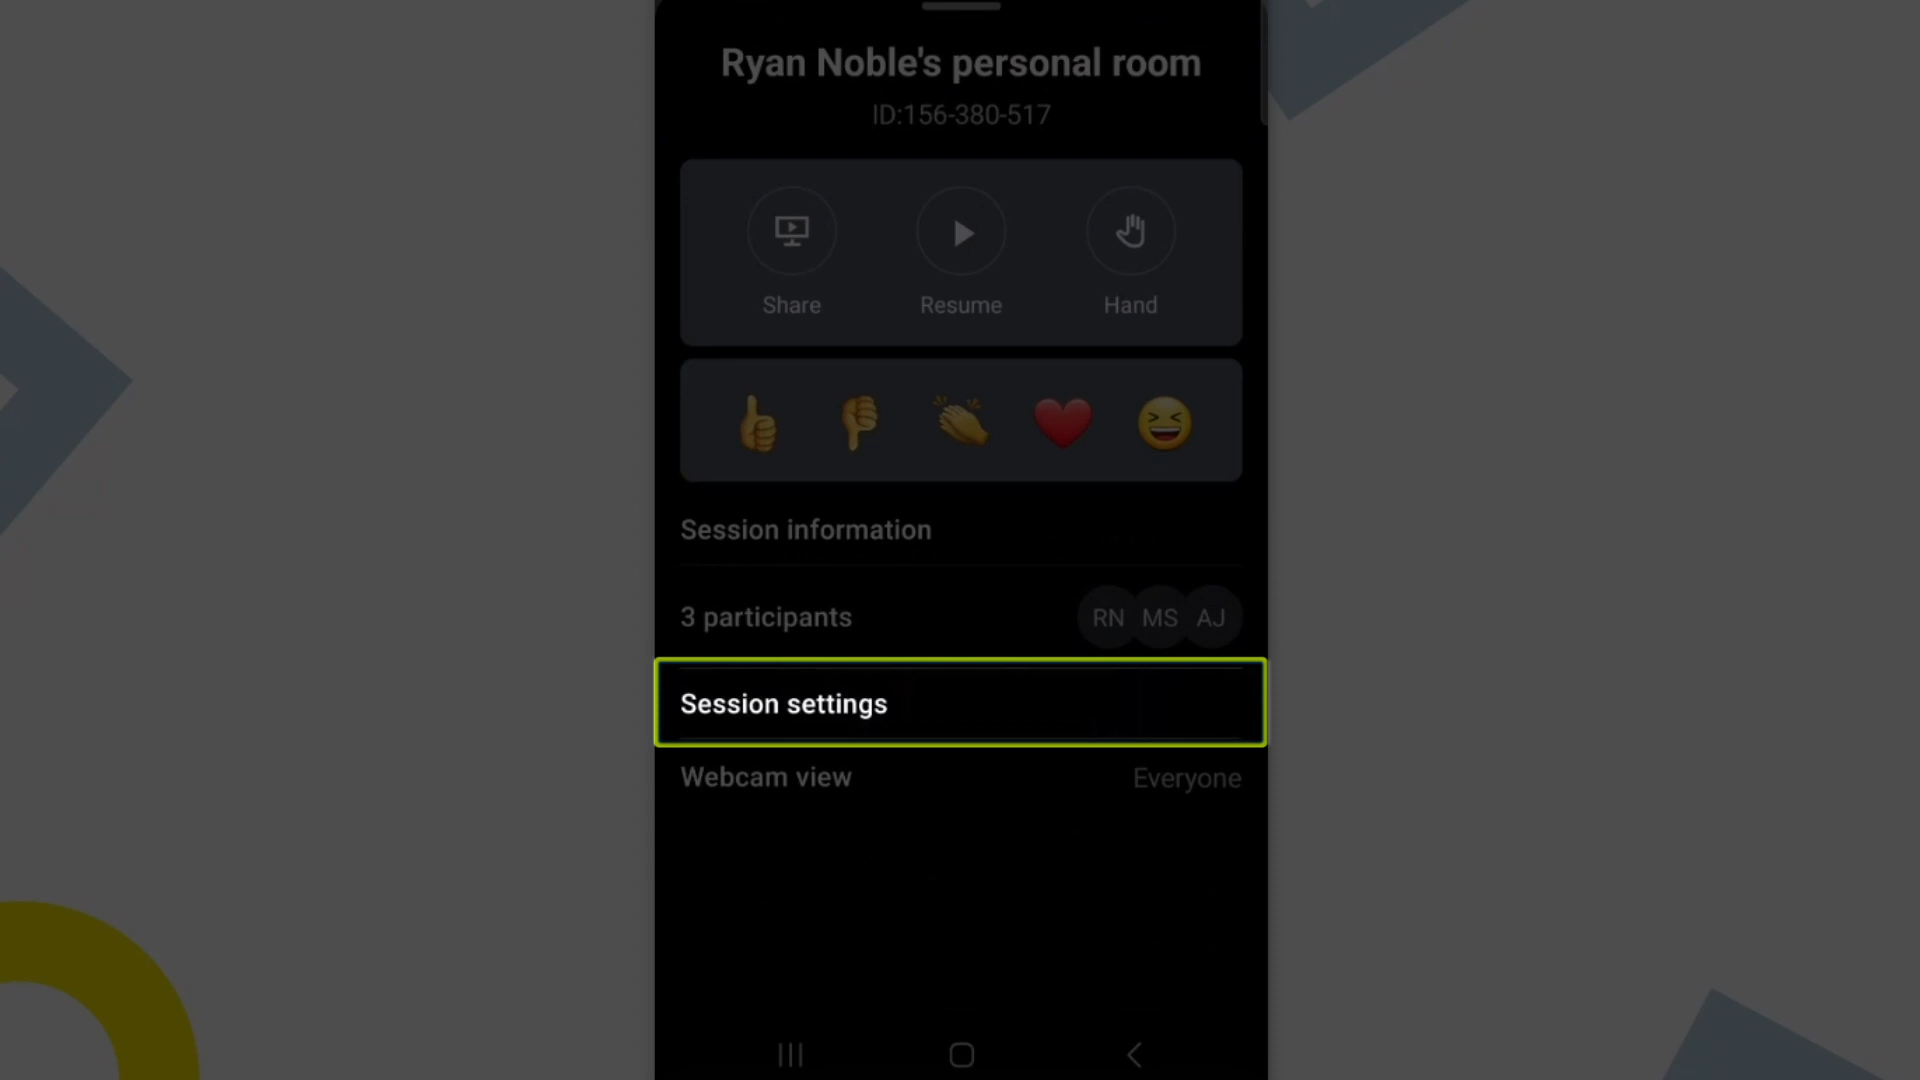 Ryan Noble's personal room
ID:156-380-517
Share Resume Hand
Session information
3 participants RN MS AJ
Session settings
Webcam view Everyone